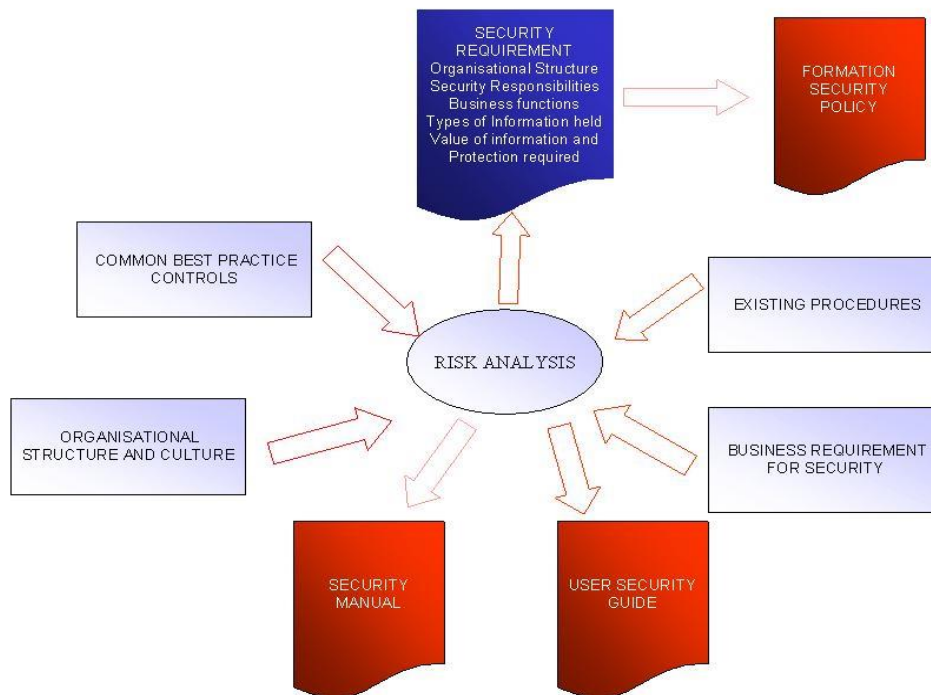 SECURITY
REQUIREMENT
Organisational Structure
Security Responsibilities
Business functions
Types of Information held
Value of information and
Protection required
FORMATION
SECURITY
POLICY
COMMON BEST PRACTICE
CONTROLS
EXISTING PROCEDURES
RISK ANALYSIS
ORGANISATIONAL
STRUCTURE AND CULTURE
BUSINESS REQUIREMENT
FOR SECURITY
SECURITY
MANUAL
USER SECURITY
GUIDE